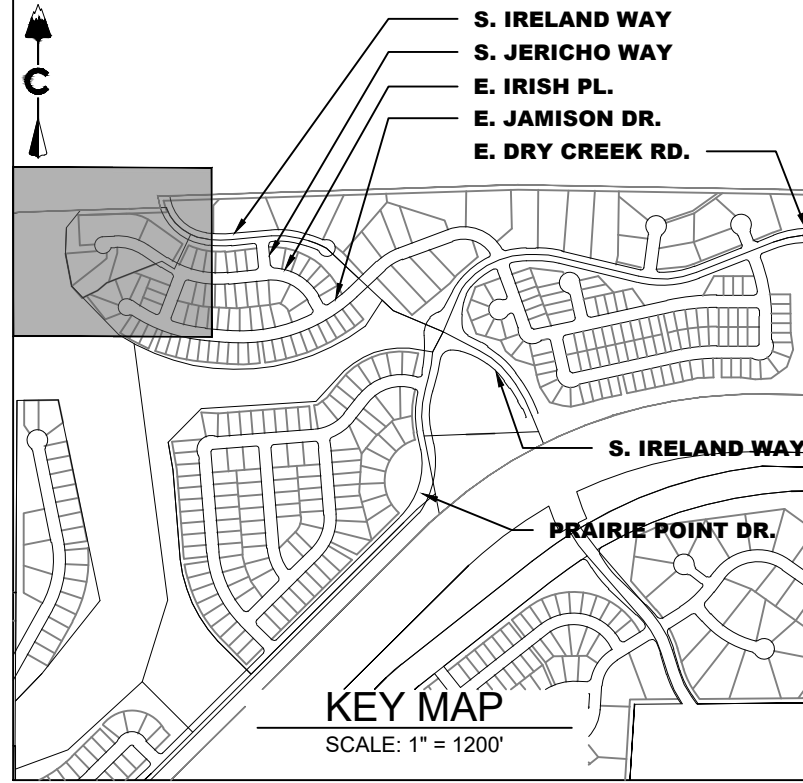 S. IRELAND WAY
S. JERICHO WAY
E. IRISH PL.
E. JAMISON DR.
E. DRY CREEK RD.
C
S. IRELAND WAY
PRAIRIE POINT DR.
KEY MAP
SCALE: 1" = 1200'